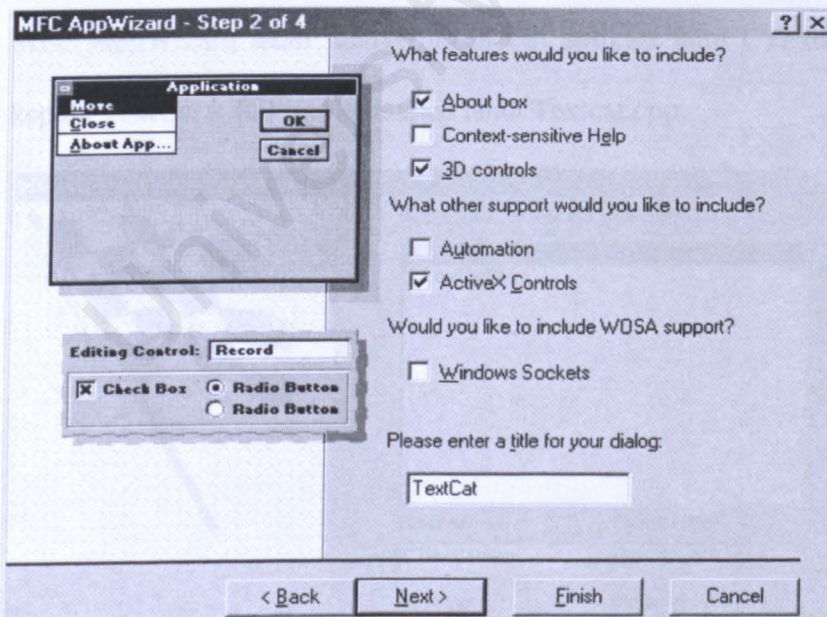 MFC AppWizard - Step 2 of 4
What features would you like to include?
Application
Move
Close
About App...
OK
Cancel
About box
Context-sensitive Help
3D controls
What other support would you like to include?
Automation
ActiveX Controls
Would you like to include WOSA support?
Editing Control: Record
Check Box
Radio Button
Radio Button
Windows Sockets
Please enter a title for your dialog:
TextCat
< Back
Next >
Finish
Cancel